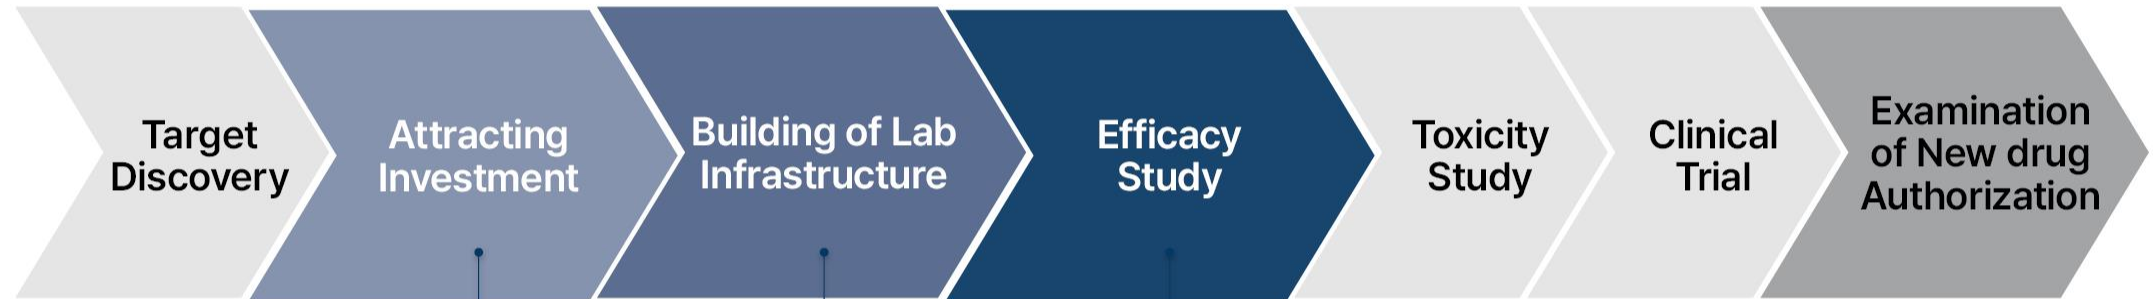 Target
Discovery
Attracting
Investment
Building of Lab
Infrastructure
Efficacy
Study
Toxicity
Study
Clinical
Trial
Examination
of New drug
Authorization